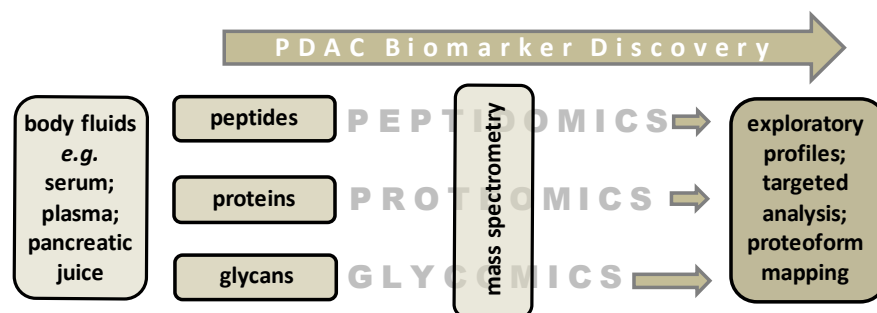 PDAC Biomarker Discovery
body fluids
e.g.
serum;
plasma;
pancreatic
juice
peptides
PEPTIDOMICS
proteins
PROTEOMICS
glycans
GLYCOMICS
mass spectrometry
exploratory
profiles;
targeted
analysis;
proteoform
mapping